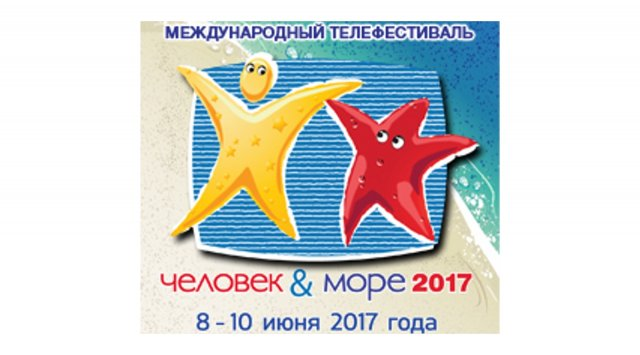 МЕЖДУНАРОДНЫЙ ТЕЛЕФЕСТИВАЛЬ
человек & море 2017
8 - 10 июня 2017 года